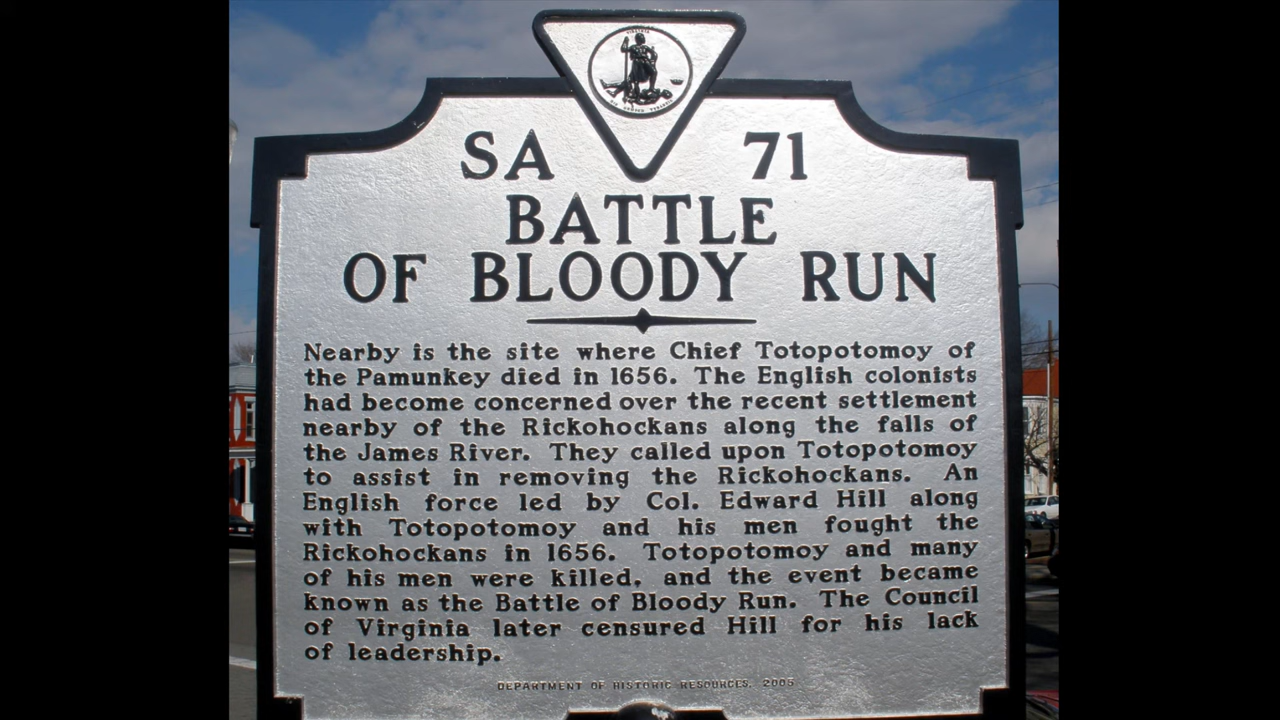 SA 71
BATTLE
OF BLOODY RUN
Nearby is the site where Chief Totopotomoy of
the Pamunkey died in 1656. The English colonists
had become concerned over the recent settlement
nearby of the Rickohockans along the falls of
the James River. They called upon Totopotomoy
to assist in removing the Rickohockans. An
English force led by Col. Edward Hill along
with Totopotomoy and his men fought the
Rickohockans in 1656. Totopotomoy and many
of his men were killed, and the event became
known as the Battle of Bloody Run. The Council
of Virginia later censured Hill for his lack
of leadership.
DEPARTMENT OF HISTORIC RESOURCES, 2005